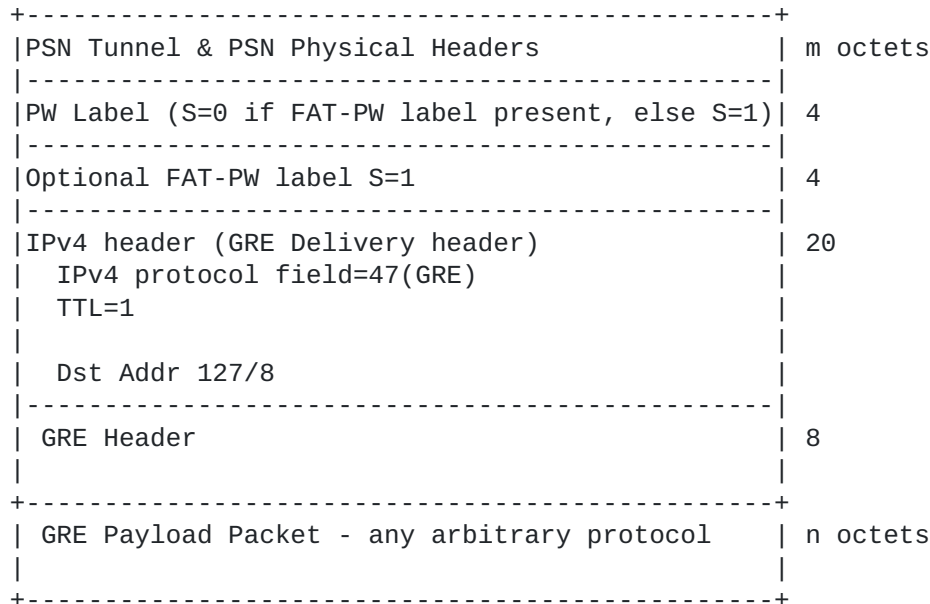 +------------------------------------------------+
|PSN Tunnel & PSN Physical Headers               | m octets
|------------------------------------------------|
|PW Label (S=0 if FAT-PW label present, else S=1)| 4
|------------------------------------------------|
|Optional FAT-PW label S=1                       | 4
|------------------------------------------------|
|IPv4 header (GRE Delivery header)               | 20
|  IPv4 protocol field=47(GRE)                   |
|  TTL=1                                         |
|                                                |
|  Dst Addr 127/8                                |
|------------------------------------------------|
| GRE Header                                     | 8
|                                                |
+------------------------------------------------+
| GRE Payload Packet - any arbitrary protocol    | n octets
|                                                |
+------------------------------------------------+